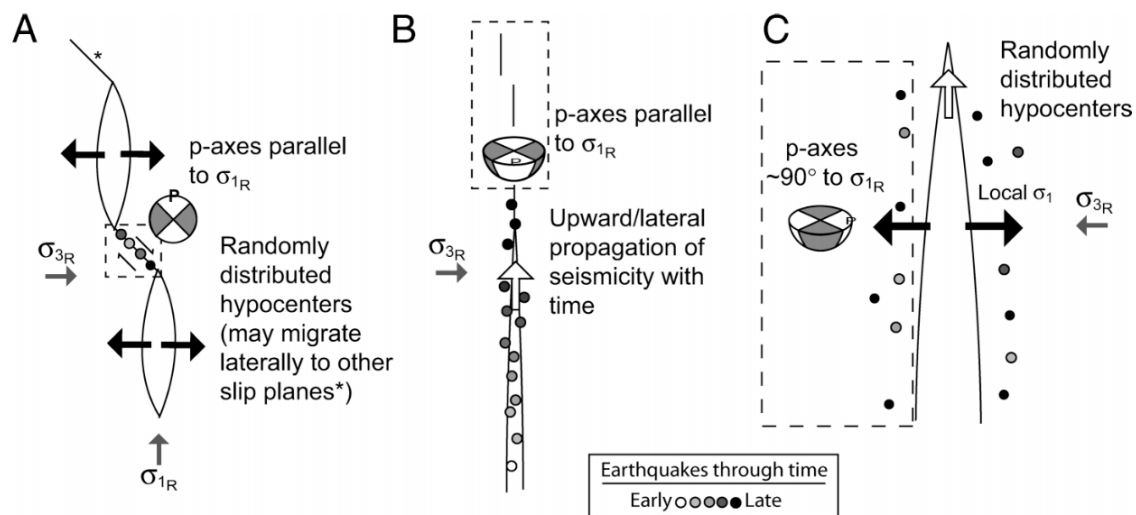 A
*
p-axes parallel
to σ1R
P
σ3R
Randomly
distributed
hypocenters
(may migrate
laterally to other
slip planes*)
σ1R
B
p-axes parallel
to σ1R
P
σ3R
Upward/lateral
propagation of
seismicity with
time
C
Randomly
distributed
hypocenters
p-axes
~90° to σ1R
P
Local σ1
σ3R
Earthquakes through time
Early Late